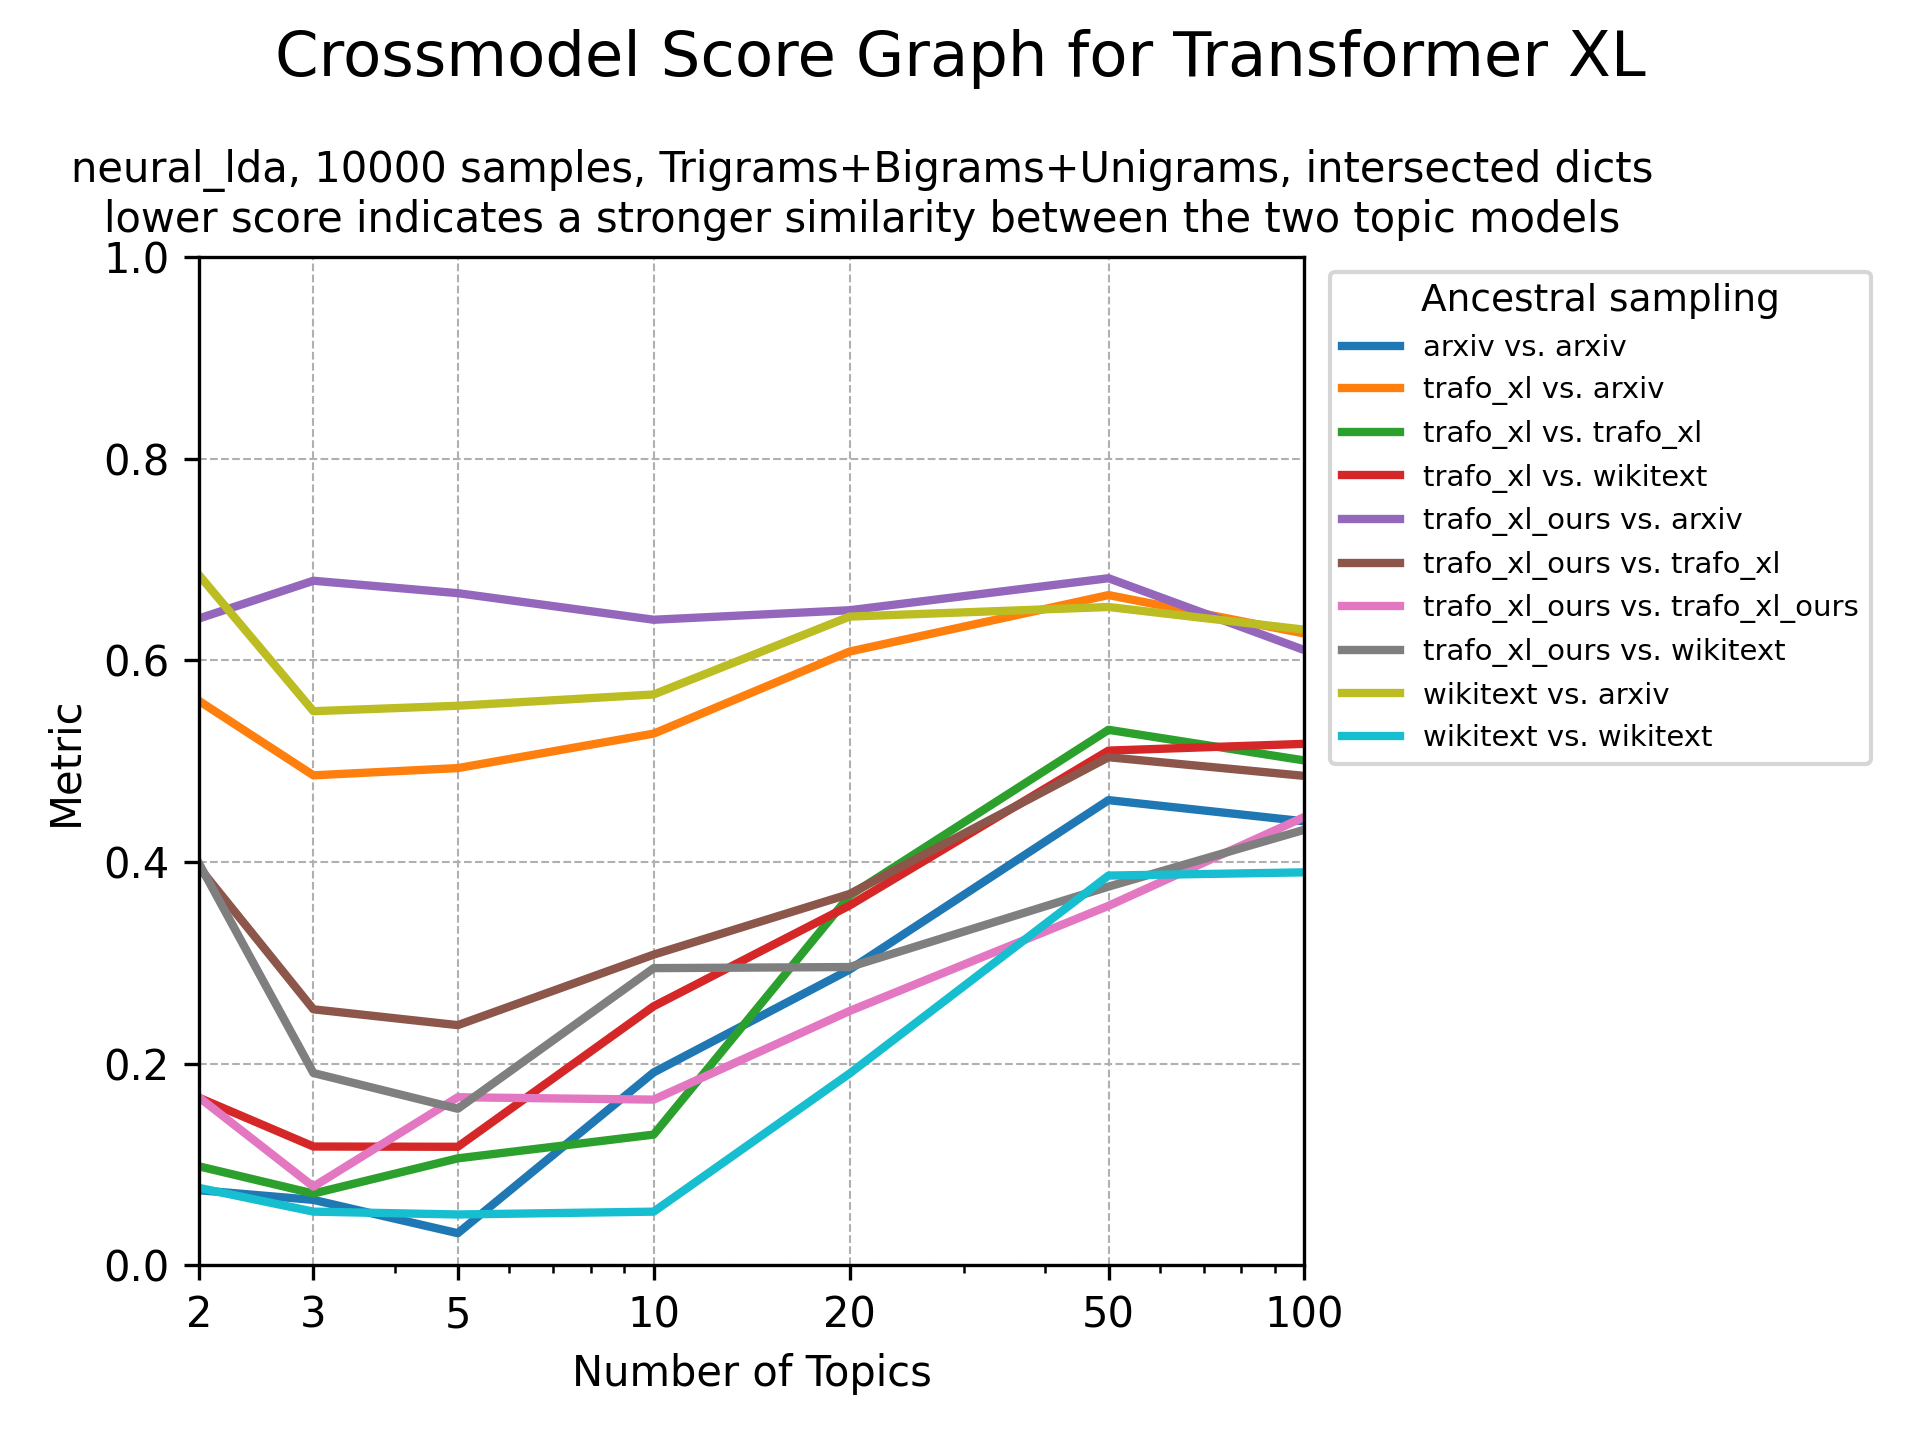 Crossmodel Score Graph for Transformer XL
neural_lda, 10000 samples, Trigrams+Bigrams+Unigrams, intersected dicts
lower score indicates a stronger similarity between the two topic models
1.0
0.8
0.6
0.4
0.2
0.0
Metric
2 3 5 10 20 50 100
Number of Topics
Ancestral sampling
arxiv vs. arxiv
trafo_xl vs. arxiv
trafo_xl vs. trafo_xl
trafo_xl vs. wikitext
trafo_xl_ours vs. arxiv
trafo_xl_ours vs. trafo_xl
trafo_xl_ours vs. trafo_xl_ours
trafo_xl_ours vs. wikitext
wikitext vs. arxiv
wikitext vs. wikitext